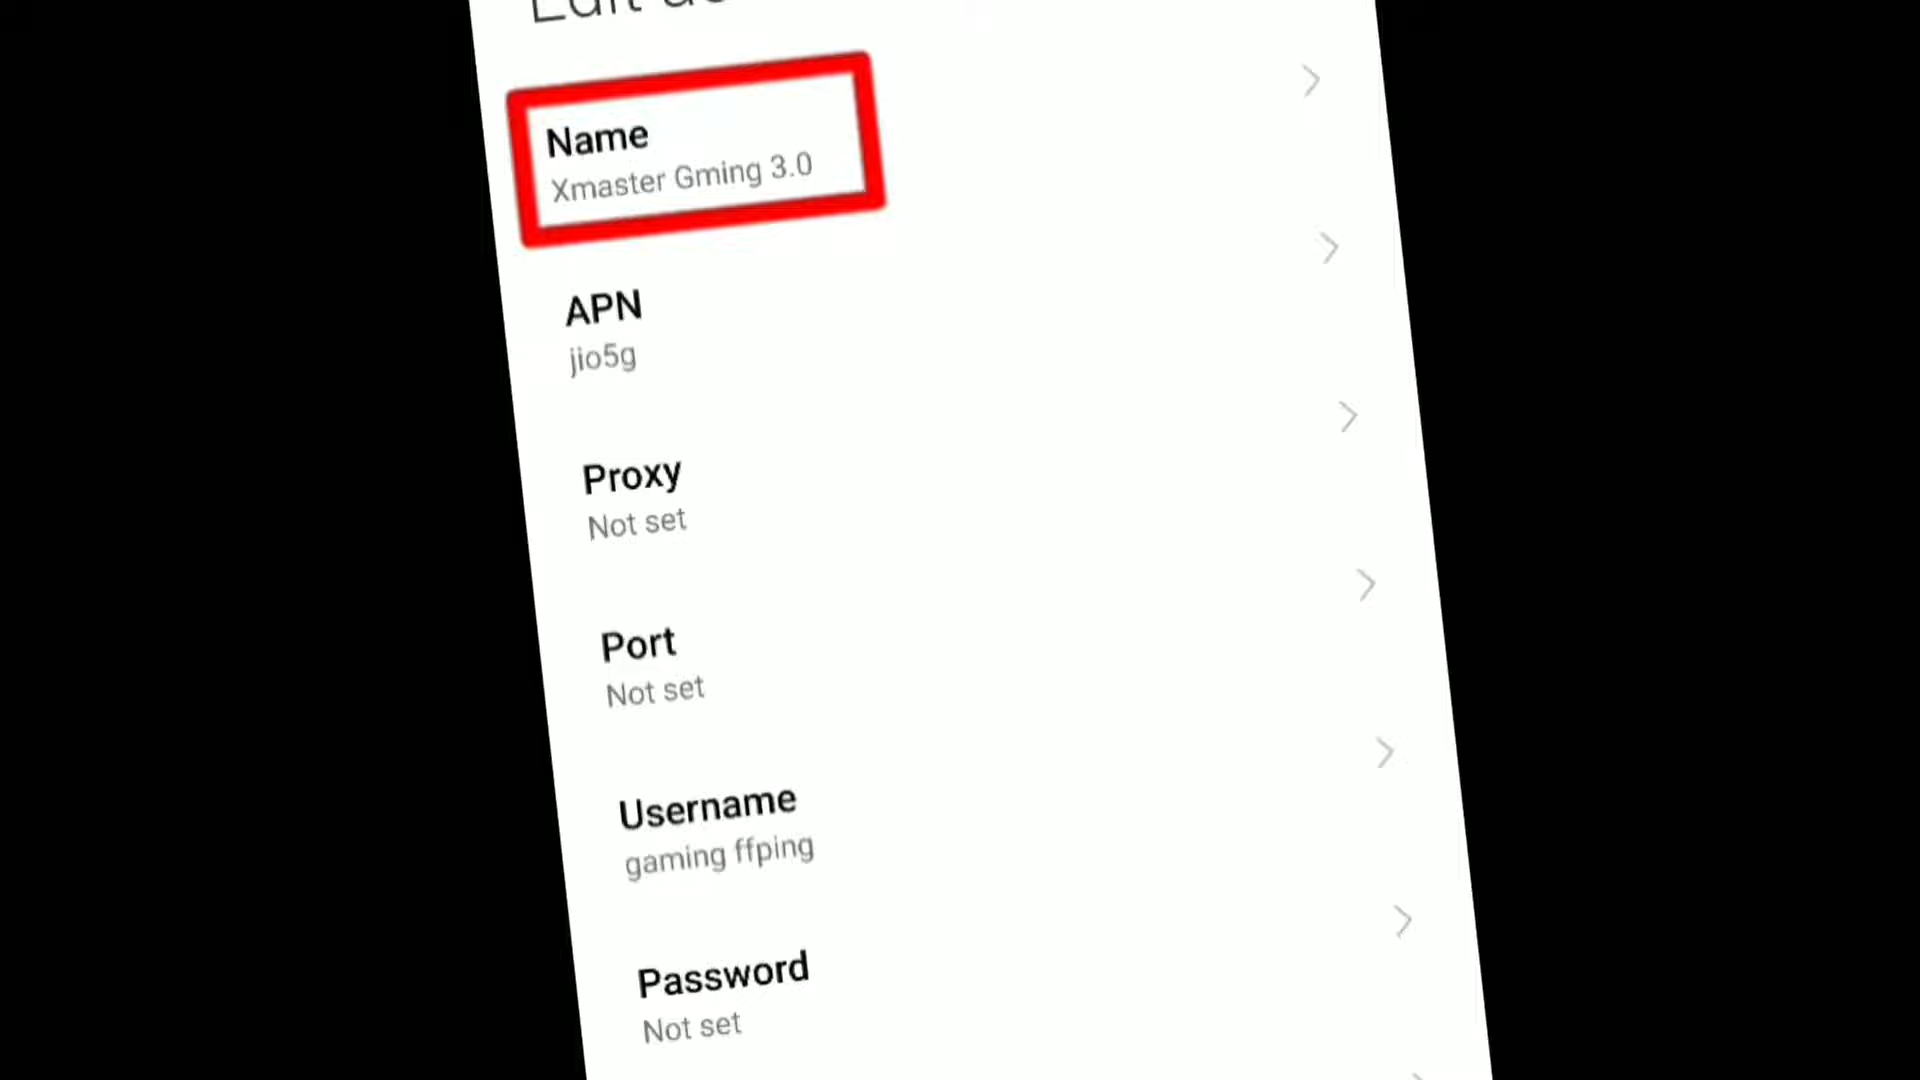 Edit
Name
Xmaster Gming 3.0
APN
jio5g
Proxy
Not set
Port
Not set
Username
gaming ffping
Password
Not set